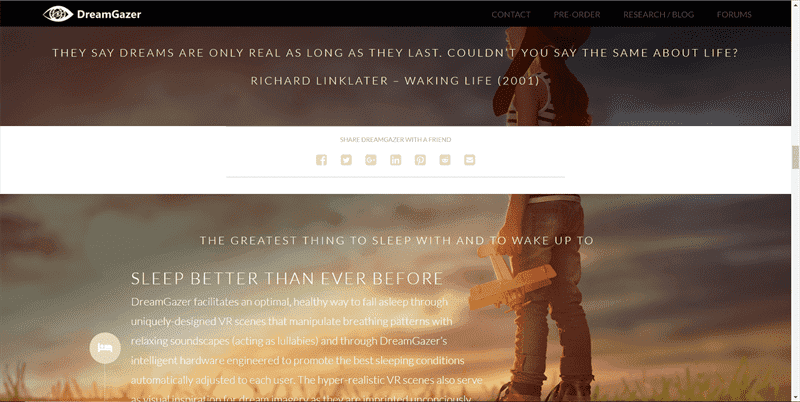 DreamGazer
CONTACT PRE-ORDER RESEARCH / BLOG FORUMS
THEY SAY DREAMS ARE ONLY REAL AS LONG AS THEY LAST. COULDN'T YOU SAY THE SAME ABOUT LIFE?
RICHARD LINKLATER – WAKING LIFE (2001)
SHARE DREAMGAZER WITH A FRIEND
THE GREATEST THING TO SLEEP WITH AND TO WAKE UP TO
SLEEP BETTER THAN EVER BEFORE
DreamGazer facilitates an optimal, healthy way to fall asleep through
uniquely-designed VR scenes that manipulate breathing patterns with
relaxing soundscapes (acting as lullabies) and through DreamGazer's
intelligent hardware engineered to promote the best sleeping conditions
automatically adjusted to each user. The hyper-realistic VR scenes also serve
as visual inspiration for dream imagery as they are imprinted unconciously